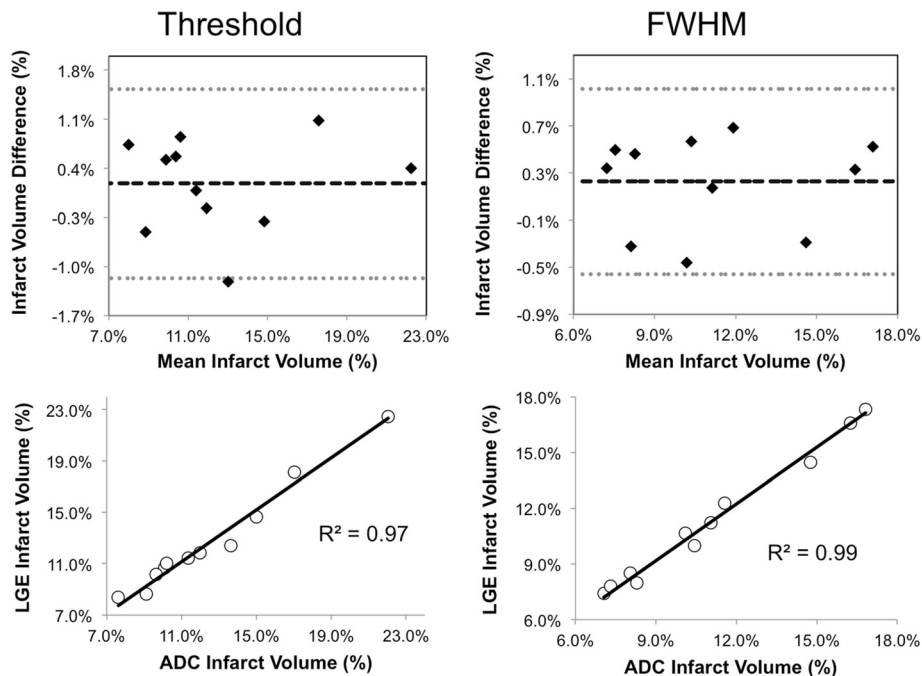 Threshold
FWHM
Infarct Volume Difference (%)
1.8%
1.1%
0.4%
-0.3%
-1.0%
-1.7%
7.0% 11.0% 15.0% 19.0% 23.0%
Mean Infarct Volume (%)
Infarct Volume Difference (%)
1.1%
0.7%
0.3%
-0.1%
-0.5%
-0.9%
6.0% 9.0% 12.0% 15.0% 18.0%
Mean Infarct Volume (%)
LGE Infarct Volume (%)
23.0%
19.0%
15.0%
11.0%
7.0%
R² = 0.97
7.0% 11.0% 15.0% 19.0% 23.0%
ADC Infarct Volume (%)
LGE Infarct Volume (%)
18.0%
15.0%
12.0%
9.0%
6.0%
R² = 0.99
6.0% 9.0% 12.0% 15.0% 18.0%
ADC Infarct Volume (%)